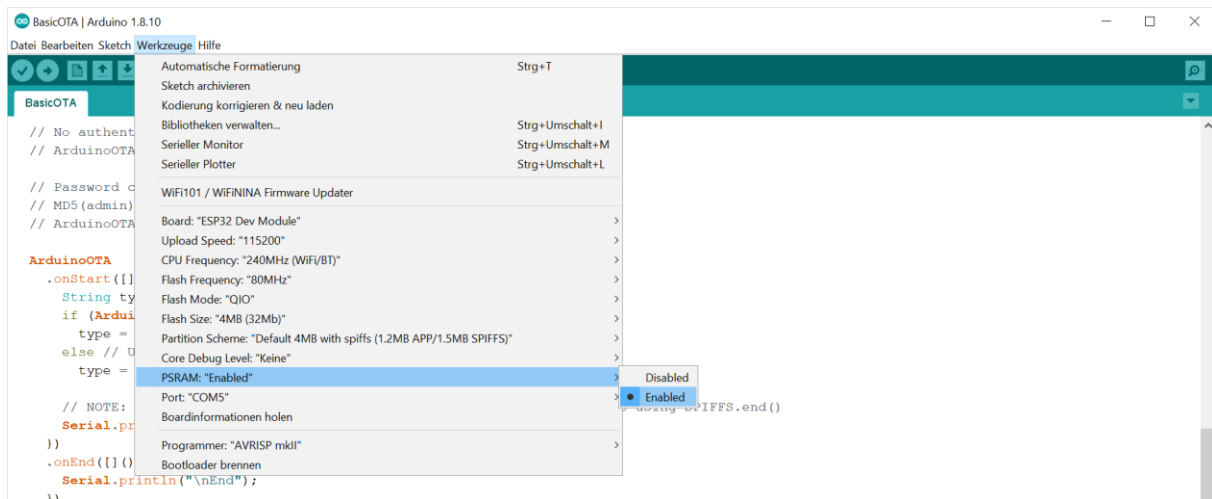 BasicOTA | Arduino 1.8.10
Datei Bearbeiten Sketch Werkzeuge Hilfe
BasicOTA
Automatische Formatierung Strg+T
Sketch archivieren
Kodierung korrigieren & neu laden
Bibliotheken verwalten... Strg+Umschalt+I
Serieller Monitor Strg+Umschalt+M
Serieller Plotter Strg+Umschalt+L
WiFi101 / WiFiNINA Firmware Updater
Board: "ESP32 Dev Module"
Upload Speed: "115200"
CPU Frequency: "240MHz (WiFi/BT)"
Flash Frequency: "80MHz"
Flash Mode: "QIO"
Flash Size: "4MB (32Mb)"
Partition Scheme: "Default 4MB with spiffs (1.2MB APP/1.5MB SPIFFS)"
Core Debug Level: "Keine"
PSRAM: "Enabled"
Port: "COM5"
Boardinformationen holen
Programmer: "AVRISP mkII"
Bootloader brennen
Disabled
Enabled
// No authent
// ArduinoOTA
// Password c
// MD5(admin)
// ArduinoOTA
ArduinoOTA
.onStart([]
String ty
if (Ardui
type =
else // U
type =
// NOTE: using SPIFFS.end()
Serial.pr
})
.onEnd([]()
Serial.println("\nEnd");
})